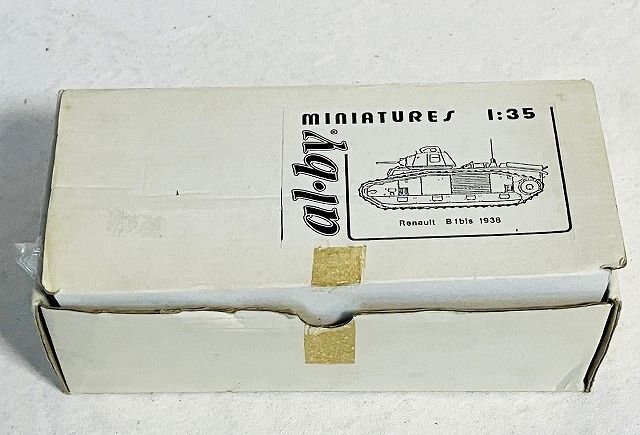 MINIATURES 1:35
al·by®
Renault B1bis 1938